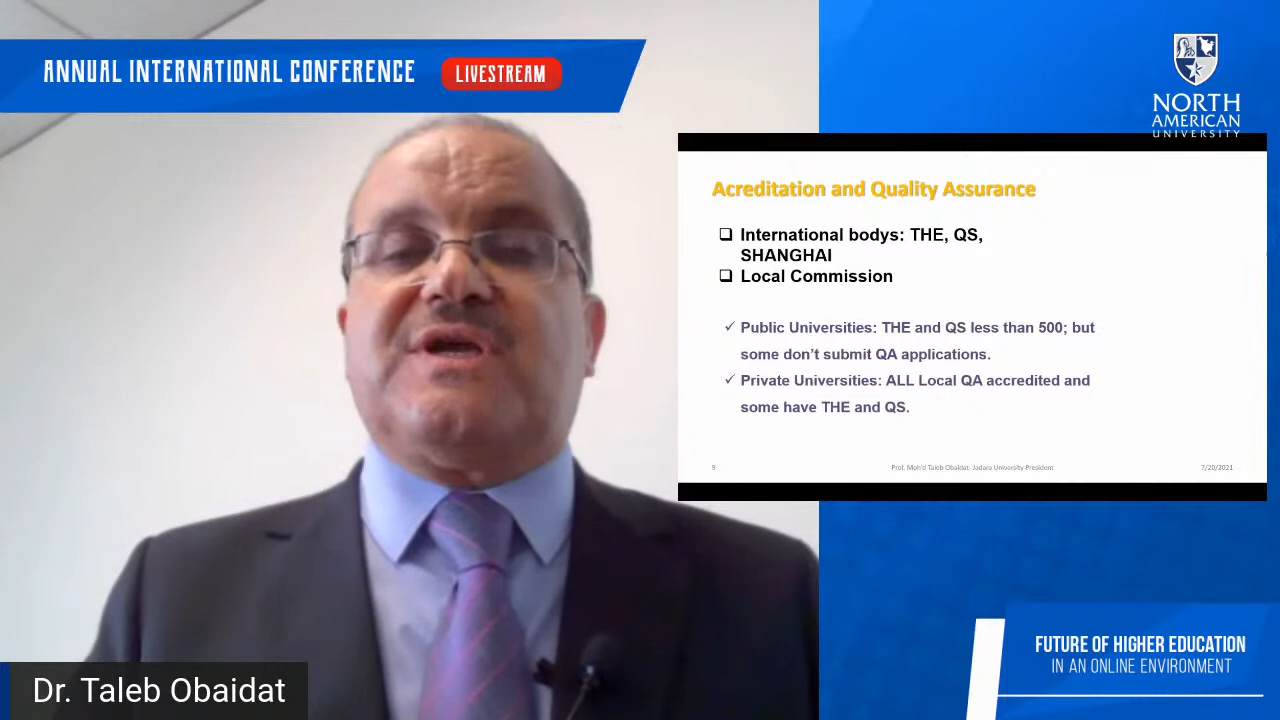 ANNUAL INTERNATIONAL CONFERENCE
LIVESTREAM
NORTH
AMERICAN
UNIVERSITY
Acreditation and Quality Assurance
International bodys: THE, QS,
SHANGHAI
Local Commission
Public Universities: THE and QS less than 500; but
some don't submit QA applications.
Private Universities: ALL Local QA accredited and
some have THE and QS.
9
Prof. Moh'd Taleb Obaidat- Jadara University President
7/20/2021
FUTURE OF HIGHER EDUCATION
IN AN ONLINE ENVIRONMENT
Dr. Taleb Obaidat